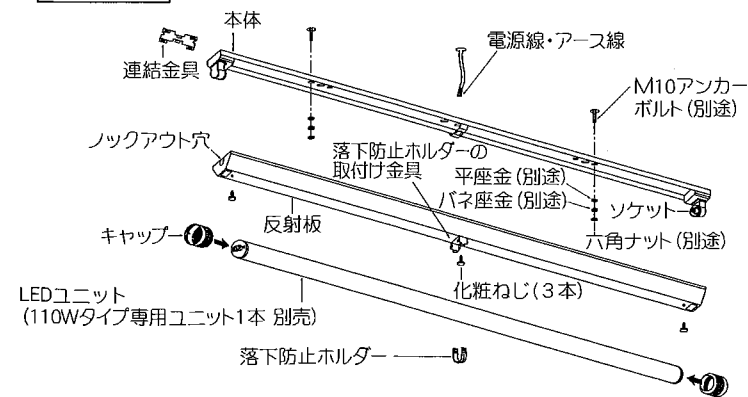 本体
連結金具
電源線・アース線
M10アンカー
ボルト(別途)
ノックアウト穴
落下防止ホルダーの
取付け金具
平座金(別途)
バネ座金(別途)
ソケット
六角ナット(別途)
反射板
キャップ
化粧ねじ(3本)
LEDユニット
(110Wタイプ専用ユニット1本 別売)
落下防止ホルダー